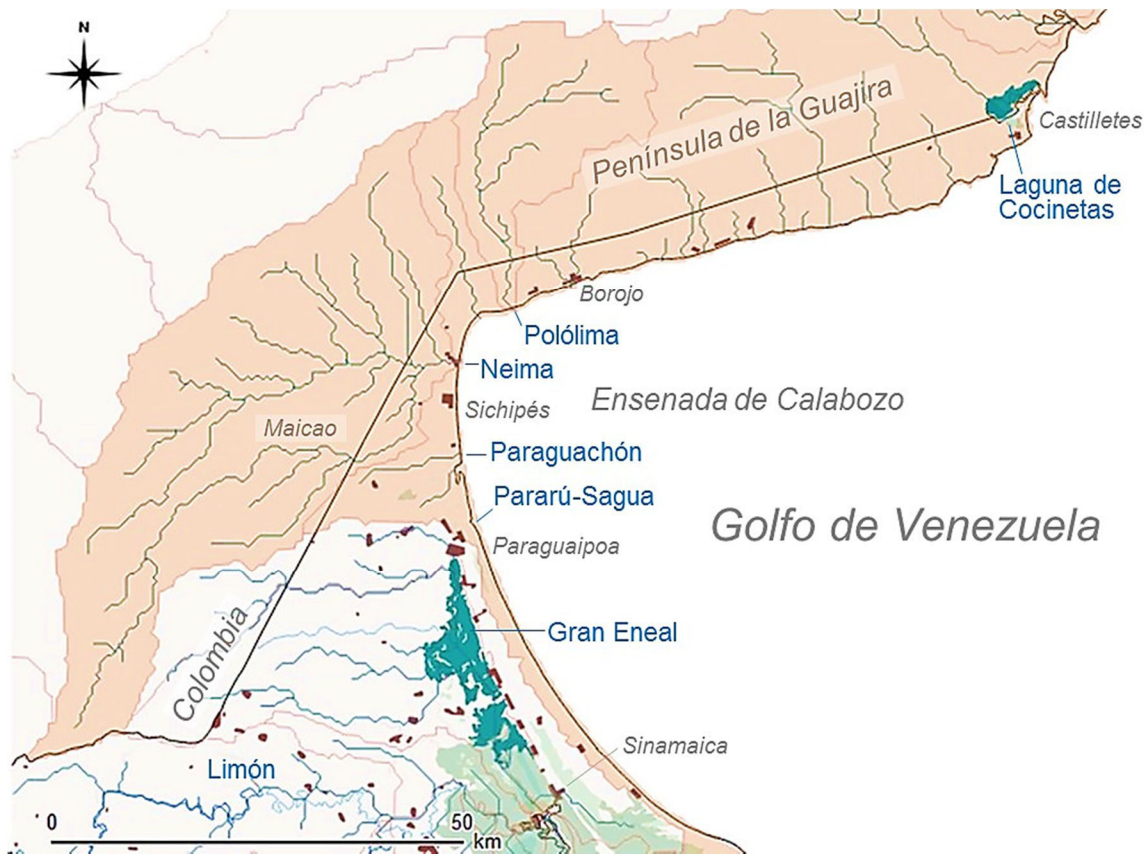 N
Península de la Guajira
Castilletes
Laguna de
Cocinetas
Borojo
Polólima
Neima
Sichipés
Ensenada de Calabozo
Maicao
Paraguachón
Pararú-Sagua
Golfo de Venezuela
Paraguaipoa
Gran Eneal
Colombia
Sinamaica
Limón
0
50
km